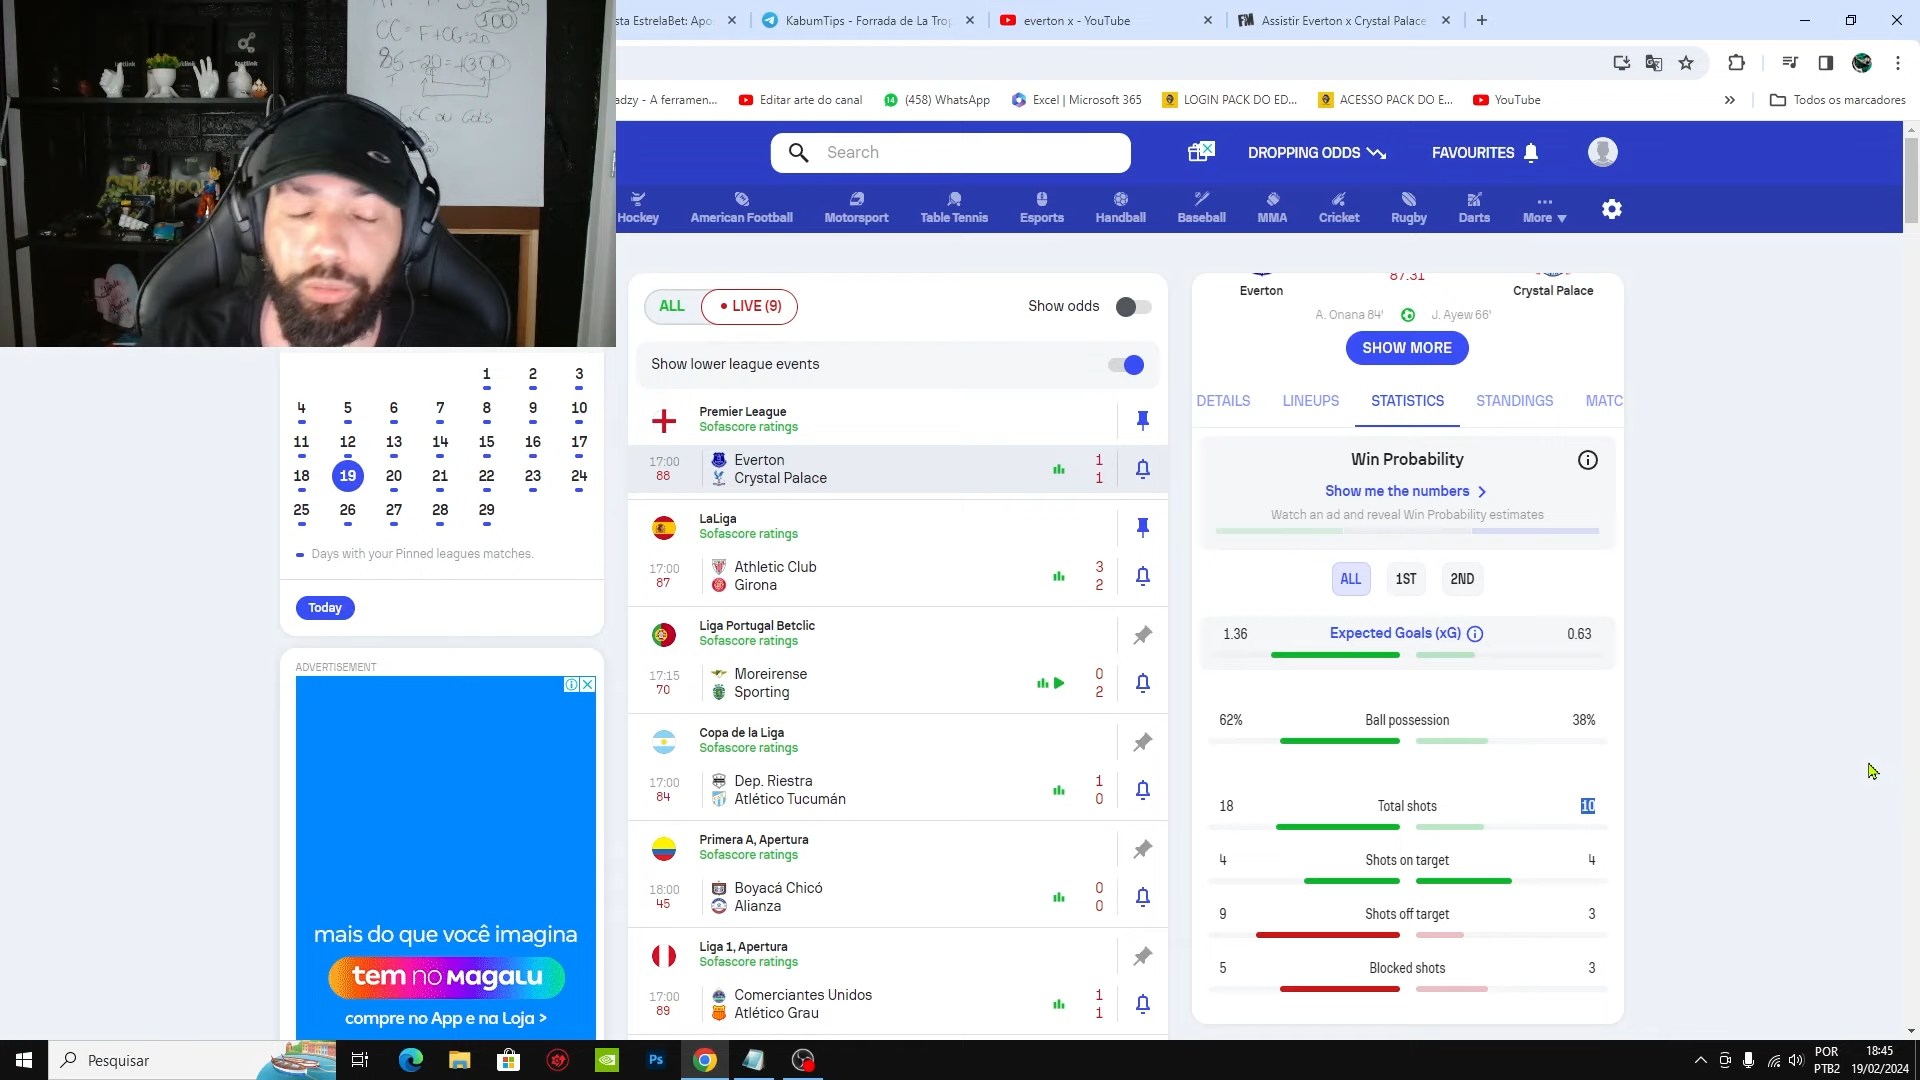 CC = F+CG=20
ESC ou Gols
sta EstrelaBet: Apo
KabumTips - Forrada de La Tro
everton x - YouTube
Assistir Everton x Crystal Palace
adzy - A ferramen...
Editar arte do canal
(458) WhatsApp
Excel | Microsoft 365
LOGIN PACK DO ED...
ACESSO PACK DO E...
YouTube
Todos os marcadores
Search
DROPPING ODDS
FAVOURITES
Hockey
American Football
Motorsport
Table Tennis
Esports
Handball
Baseball
MMA
Cricket
Rugby
Darts
More
1 2 3
4 5 6 7 8 9 10
11 12 13 14 15 16 17
18 19 20 21 22 23 24
25 26 27 28 29
Days with your Pinned leagues matches.
Today
ADVERTISEMENT
mais do que você imagina
tem no MAGALU
compre no App e na Loja >
ALL
LIVE (9)
Show odds
Show lower league events
Premier League
Sofascore ratings
17:00 Everton 1
88 Crystal Palace 1
LaLiga
Sofascore ratings
17:00 Athletic Club 3
87 Girona 2
Liga Portugal Betclic
Sofascore ratings
17:15 Moreirense 0
70 Sporting 2
Copa de la Liga
Sofascore ratings
17:00 Dep. Riestra 1
84 Atlético Tucumán 0
Primera A, Apertura
Sofascore ratings
18:00 Boyacá Chicó 0
45 Alianza 0
Liga 1, Apertura
Sofascore ratings
17:00 Comerciantes Unidos 1
89 Atlético Grau 1
87:31
Everton
Crystal Palace
A. Onana 84'
J. Ayew 66'
SHOW MORE
DETAILS
LINEUPS
STATISTICS
STANDINGS
MATC
Win Probability
Show me the numbers >
Watch an ad and reveal Win Probability estimates
ALL
1ST
2ND
1.36 Expected Goals (xG) 0.63
62% Ball possession 38%
18 Total shots 10
4 Shots on target 4
9 Shots off target 3
5 Blocked shots 3
Pesquisar
POR
PTB2
18:45
19/02/2024